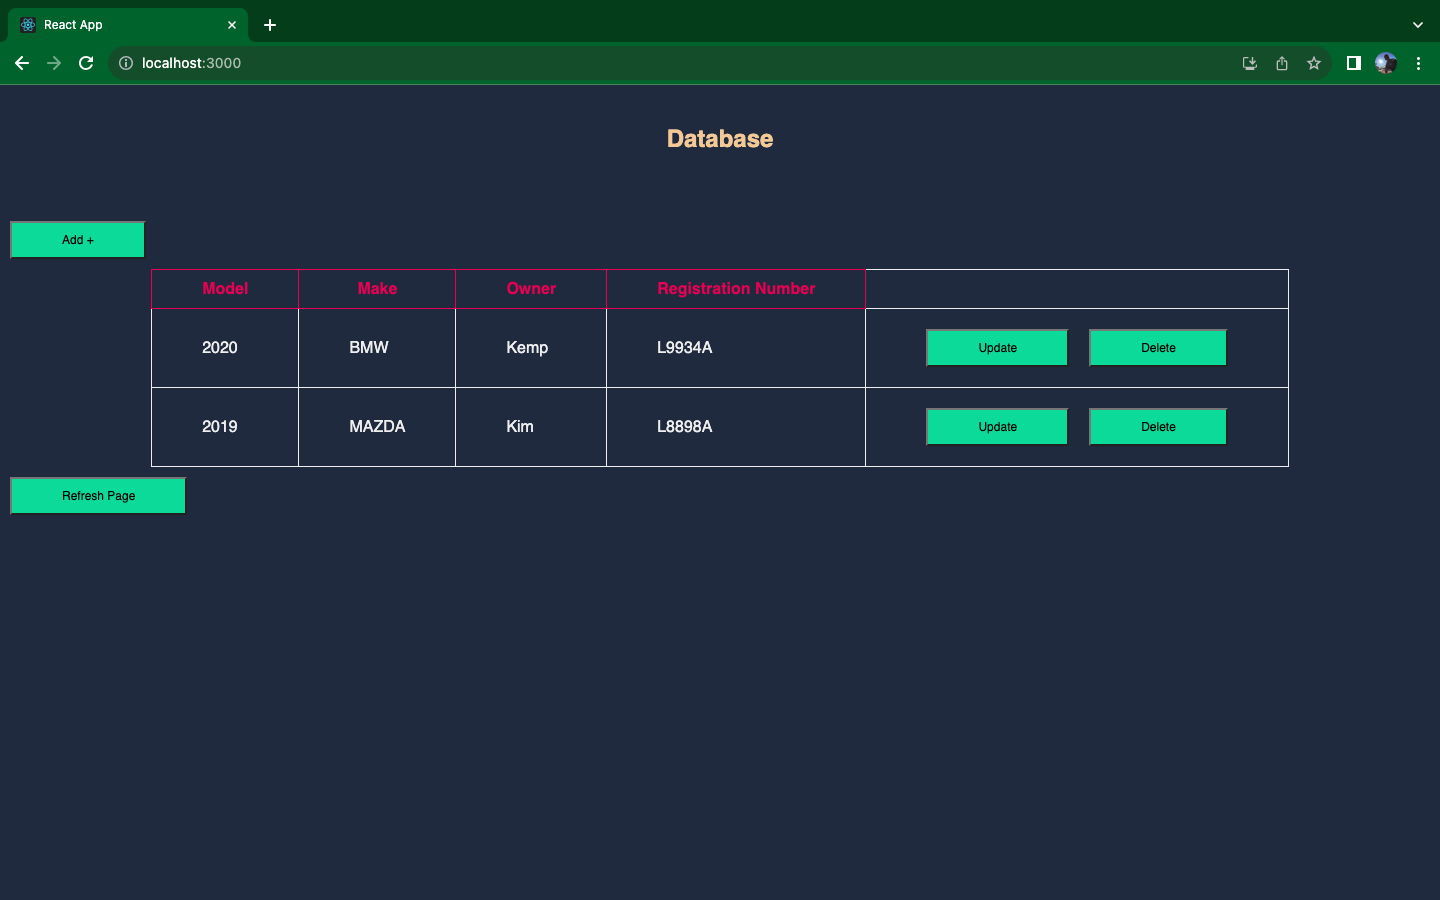 React App
localhost:3000
Database
Add +
Model Make Owner Registration Number
2020 BMW Kemp L9934A Update Delete
2019 MAZDA Kim L8898A Update Delete
Refresh Page